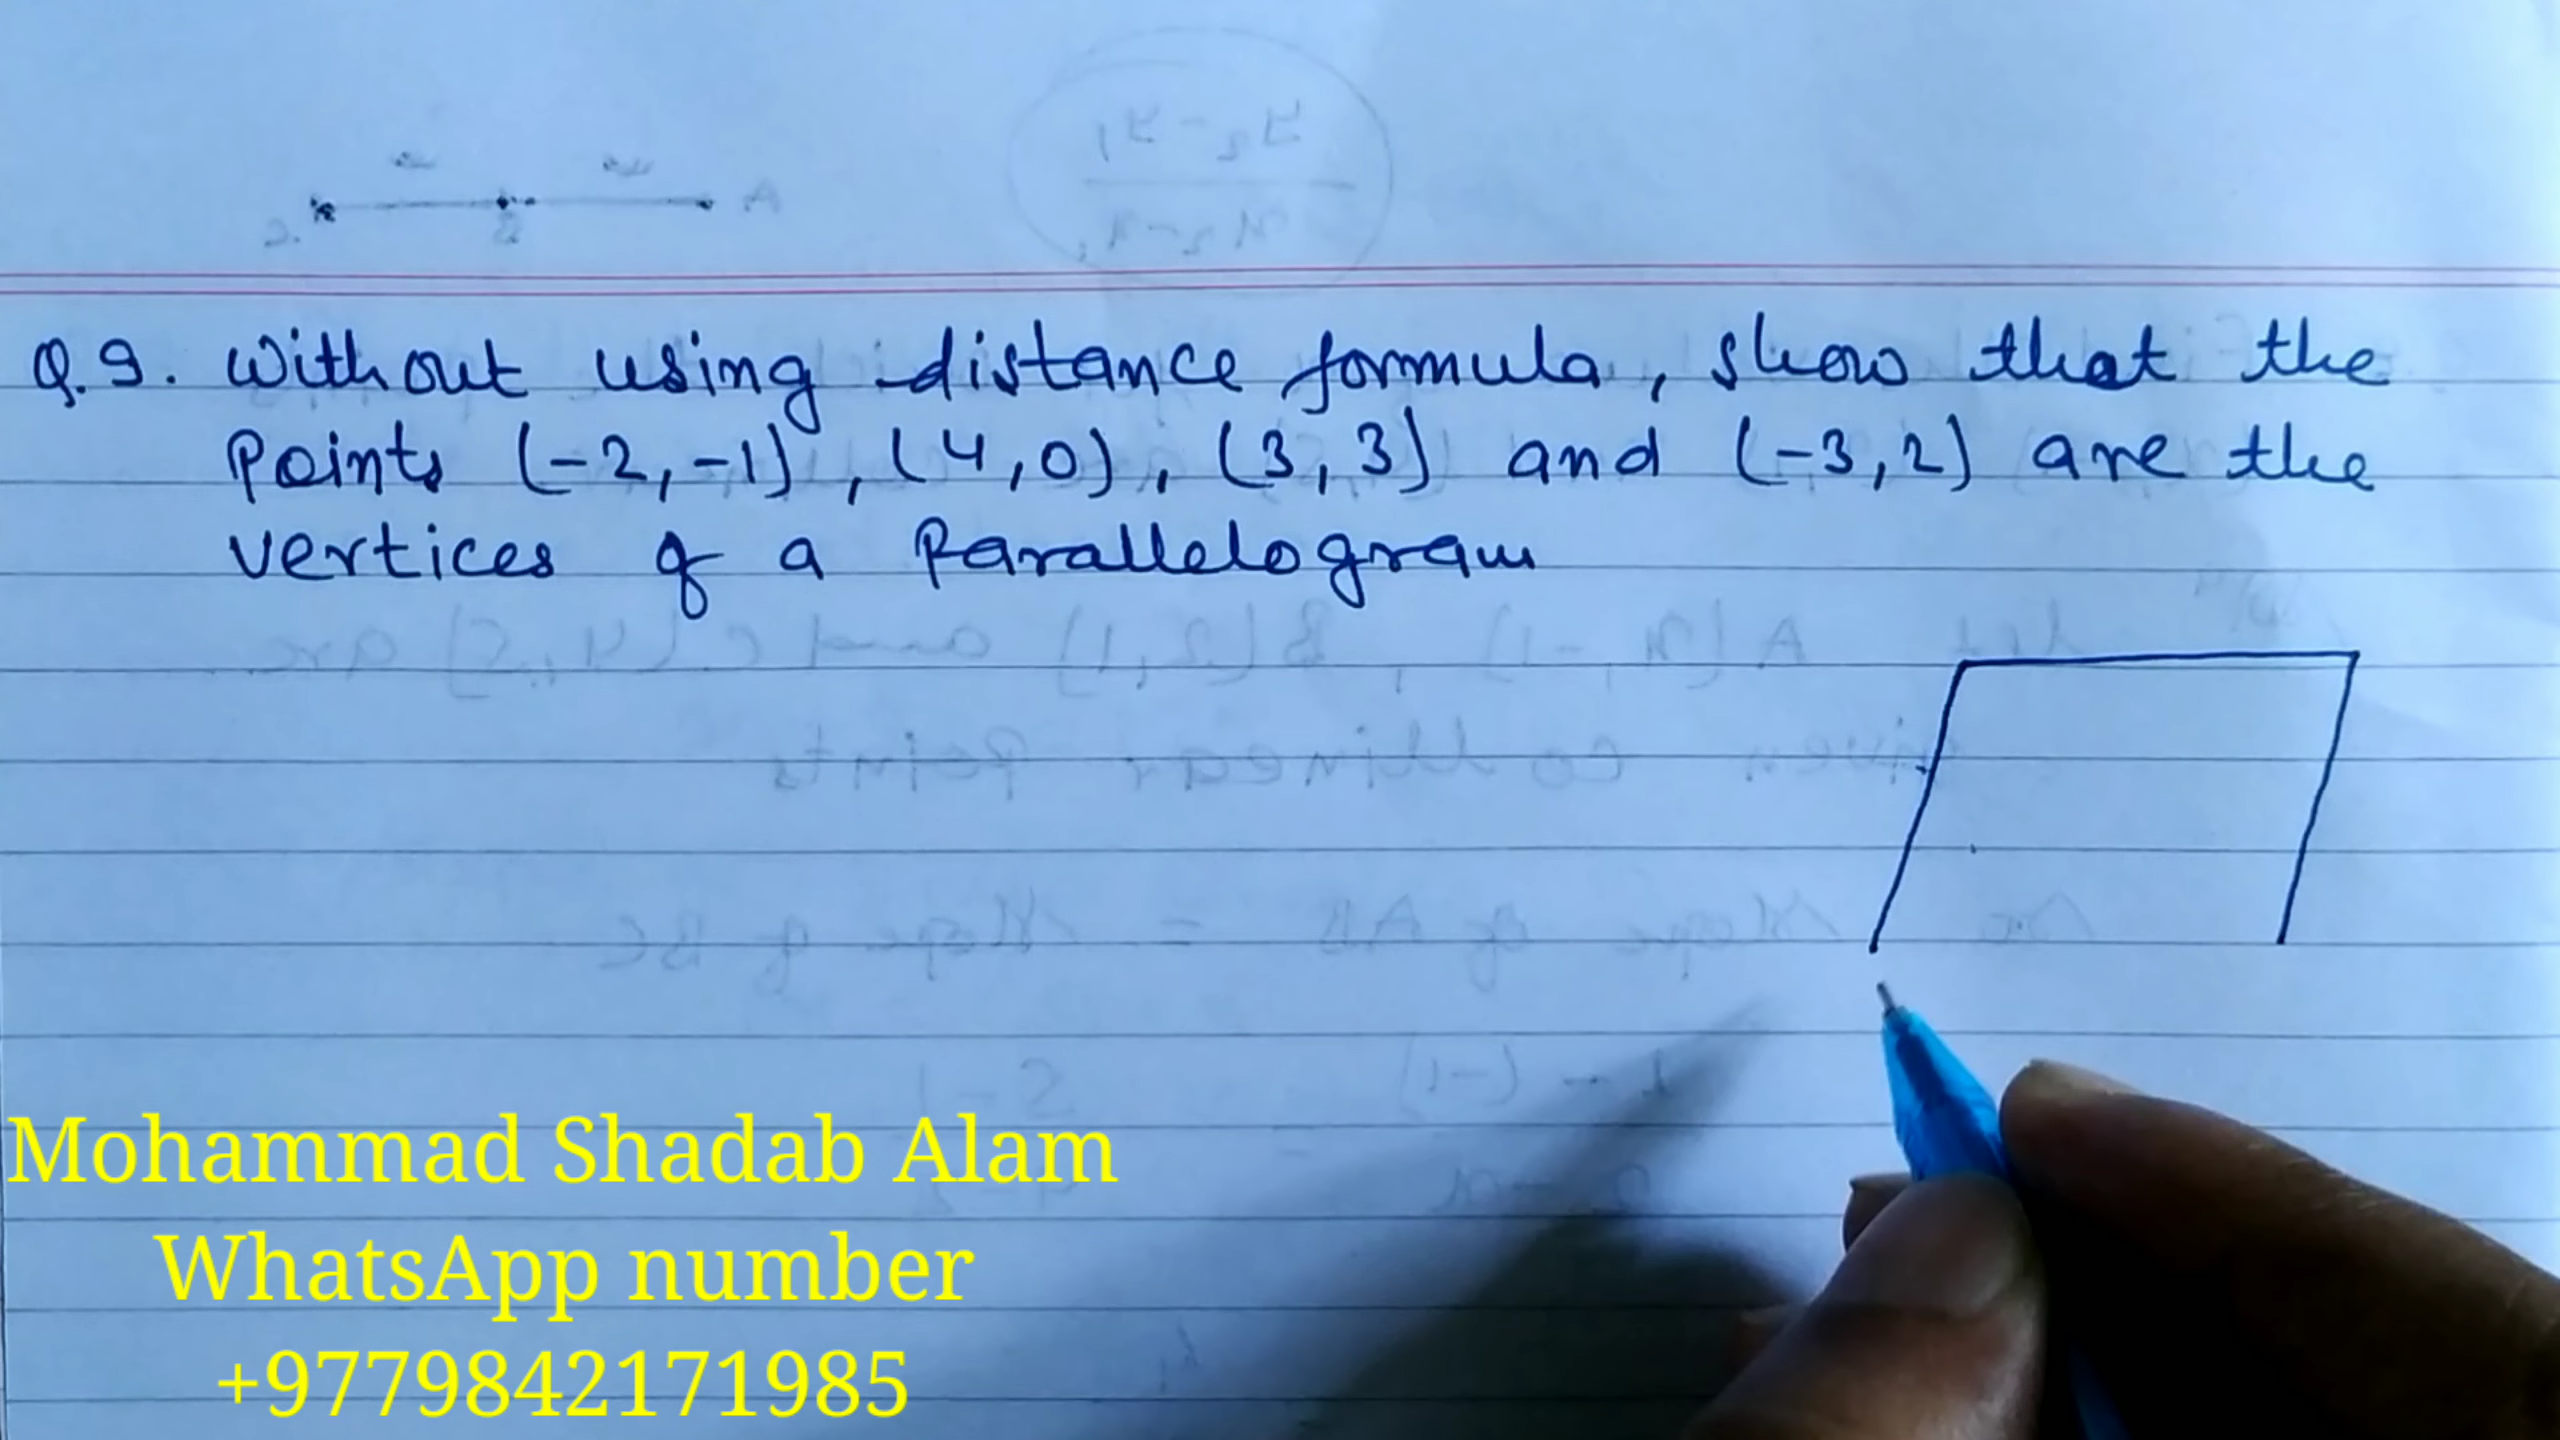 Q.9. Without using distance formula, show that the
points (-2,-1), (4,0), (3,3) and (-3,2) are the
vertices of a Parallelogram
Mohammad Shadab Alam
WhatsApp number
+9779842171985